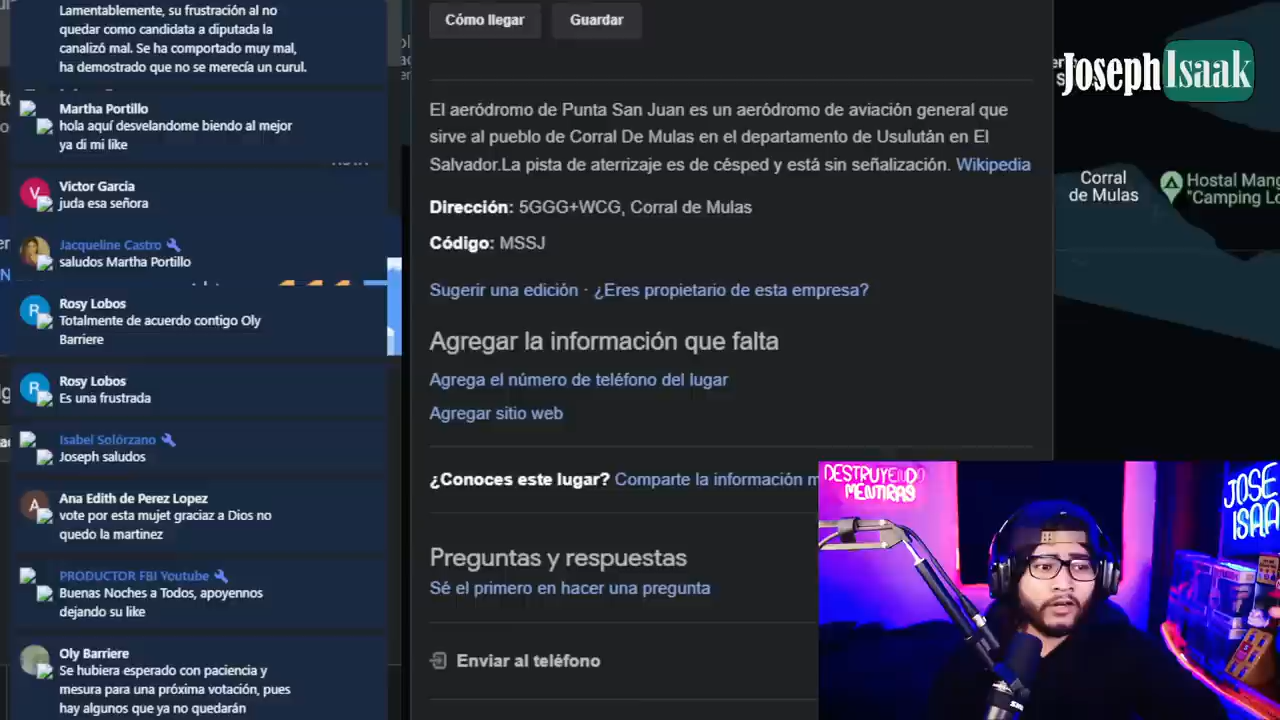 Lamentablemente, su frustración al no
quedar como candidata a diputada la
canalizó mal. Se ha comportado muy mal,
ha demostrado que no se merecía un curul.
Martha Portillo
hola aquí desvelandome biendo al mejor
ya di mi like
Victor Garcia
juda esa señora
Jacqueline Castro
saludos Martha Portillo
Rosy Lobos
Totalmente de acuerdo contigo Oly
Barriere
Rosy Lobos
Es una frustrada
Isabel Solórzano
Joseph saludos
Ana Edith de Perez Lopez
vote por esta mujet graciaz a Dios no
quedo la martinez
PRODUCTOR FBI Youtube
Buenas Noches a Todos, apoyennos
dejando su like
Oly Barriere
Se hubiera esperado con paciencia y
mesura para una próxima votación, pues
hay algunos que ya no quedarán
Cómo llegar
Guardar
El aeródromo de Punta San Juan es un aeródromo de aviación general que
sirve al pueblo de Corral De Mulas en el departamento de Usulután en El
Salvador.La pista de aterrizaje es de césped y está sin señalización. Wikipedia
Dirección: 5GGG+WCG, Corral de Mulas
Código: MSSJ
Sugerir una edición · ¿Eres propietario de esta empresa?
Agregar la información que falta
Agrega el número de teléfono del lugar
Agregar sitio web
¿Conoces este lugar? Comparte la información m
Preguntas y respuestas
Sé el primero en hacer una pregunta
Enviar al teléfono
Joseph Isaak
Corral
de Mulas
Hostal Mang
"Camping Lo
DESTRUYENDO
MENTIRAS
JOSE
ISAA